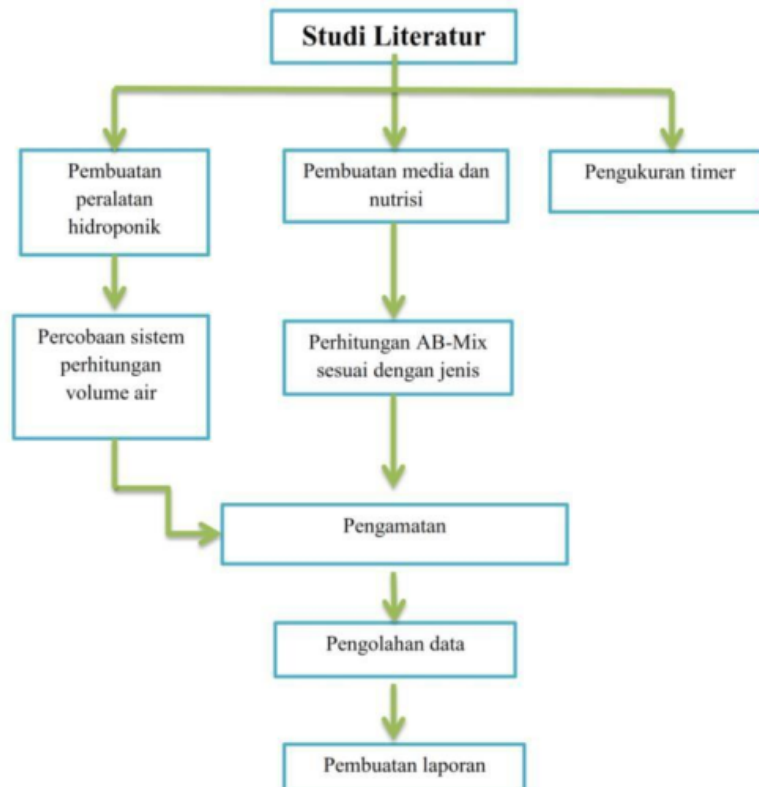 Studi Literatur
Pembuatan
peralatan
hidroponik
Pembuatan media dan
nutrisi
Pengukuran timer
Percobaan sistem
perhitungan
volume air
Perhitungan AB-Mix
sesuai dengan jenis
Pengamatan
Pengolahan data
Pembuatan laporan